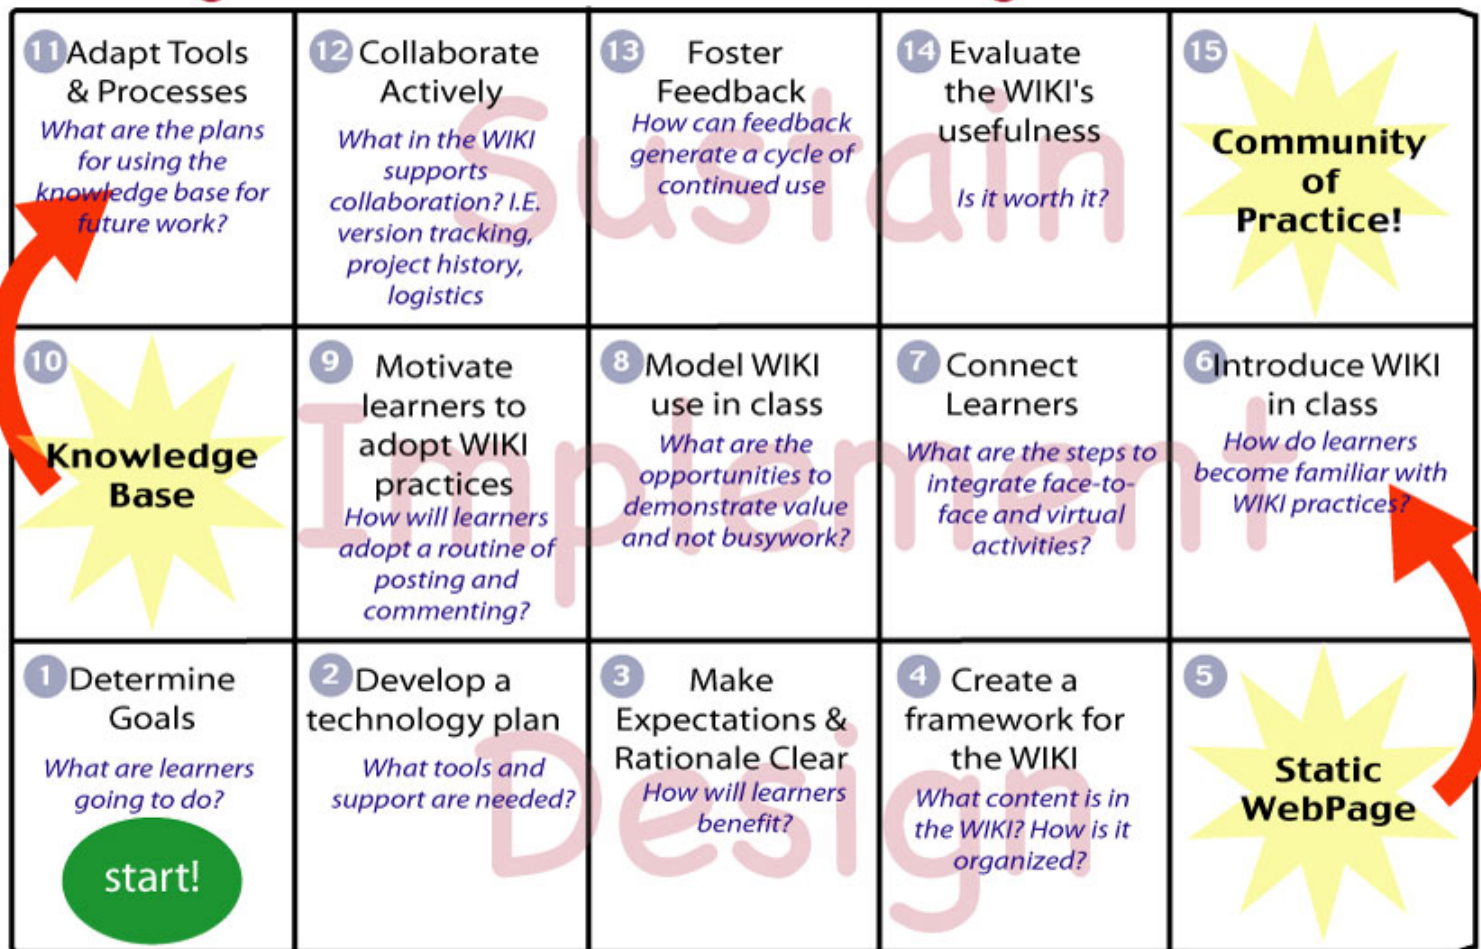 11 Adapt Tools
& Processes
What are the plans
for using the
knowledge base for
future work?
12 Collaborate
Actively
What in the WIKI
supports
collaboration? I.E.
version tracking,
project history,
logistics
13 Foster
Feedback
How can feedback
generate a cycle of
continued use
14 Evaluate
the WIKI's
usefulness
Is it worth it?
15
Community
of
Practice!
Sustain
10
Knowledge
Base
9 Motivate
learners to
adopt WIKI
practices
How will learners
adopt a routine of
posting and
commenting?
8 Model WIKI
use in class
What are the
opportunities to
demonstrate value
and not busywork?
7 Connect
Learners
What are the steps to
integrate face-to-
face and virtual
activities?
6 Introduce WIKI
in class
How do learners
become familiar with
WIKI practices?
Implement
1 Determine
Goals
What are learners
going to do?
start!
2 Develop a
technology plan
What tools and
support are needed?
3 Make
Expectations &
Rationale Clear
How will learners
benefit?
4 Create a
framework for
the WIKI
What content is in
the WIKI? How is it
organized?
5
Static
WebPage
Design